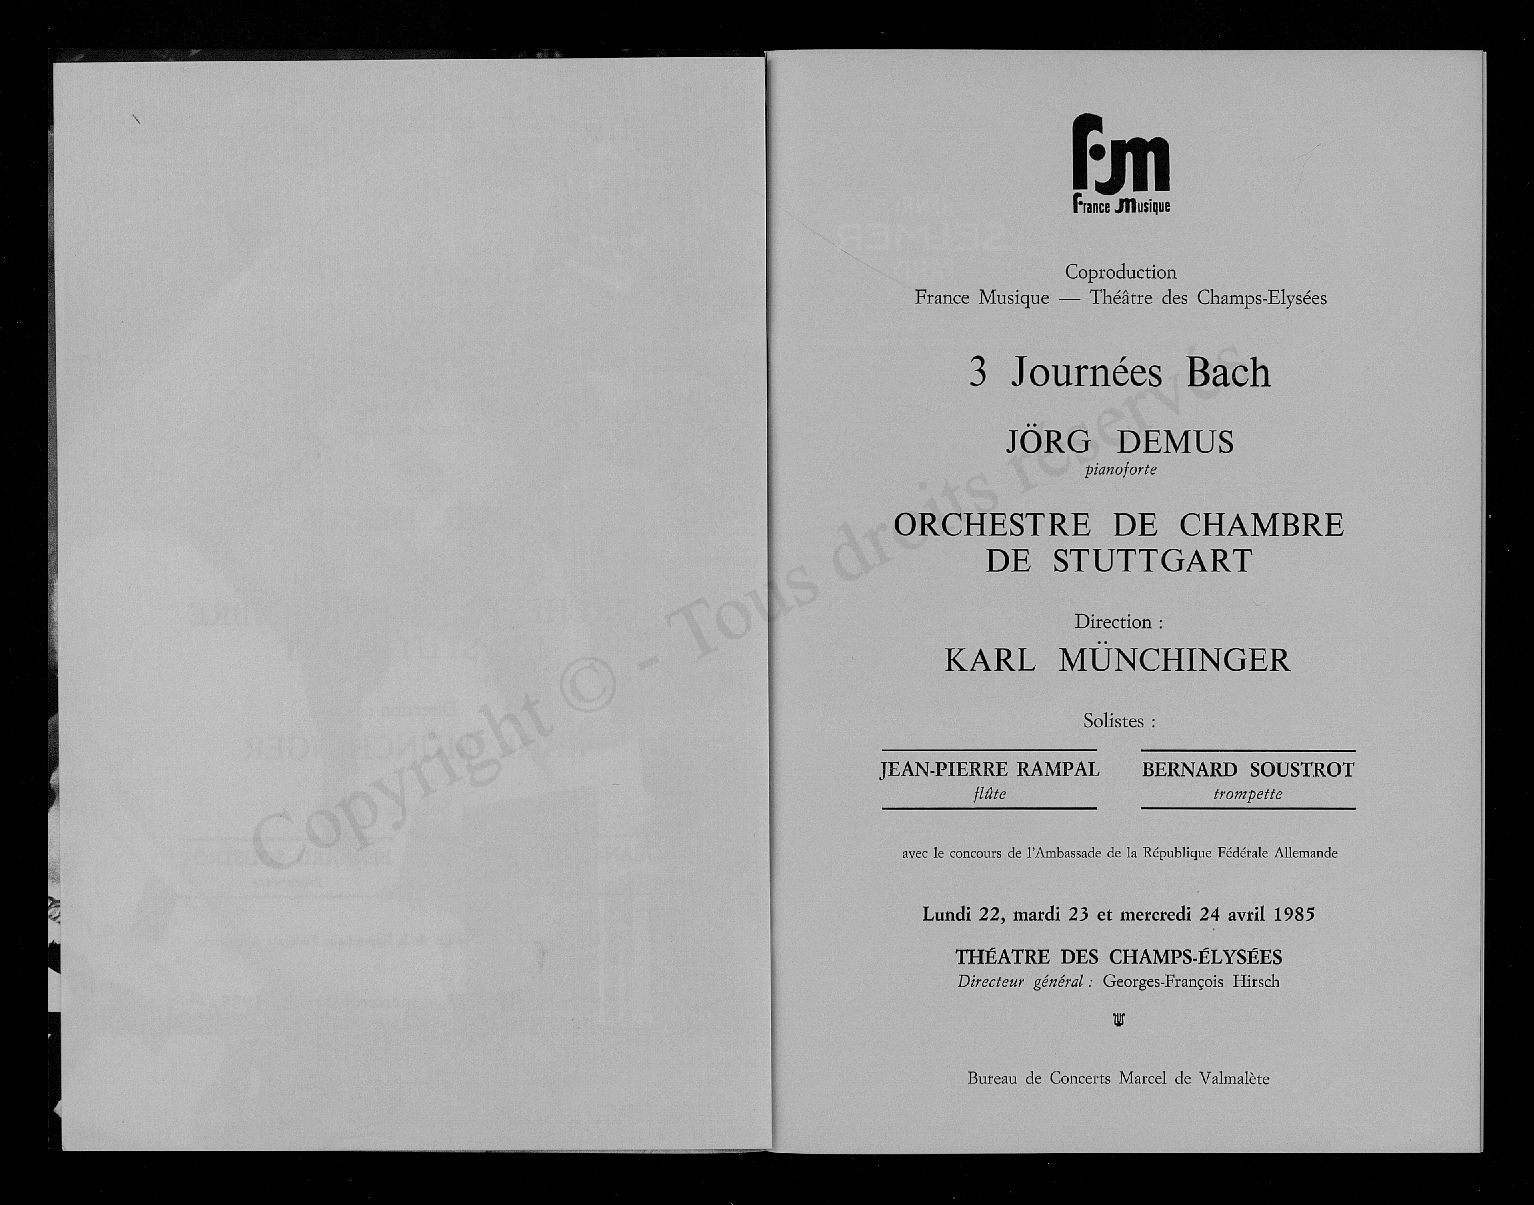 fm
France Musique
Coproduction
France Musique — Théâtre des Champs-Elysées
3 Journées Bach
JÖRG DEMUS
pianoforte
ORCHESTRE DE CHAMBRE
DE STUTTGART
Direction :
KARL MÜNCHINGER
Solistes :
JEAN-PIERRE RAMPAL
flûte
BERNARD SOUSTROT
trompette
avec le concours de l'Ambassade de la République Fédérale Allemande
Lundi 22, mardi 23 et mercredi 24 avril 1985
THÉATRE DES CHAMPS-ÉLYSÉES
Directeur général : Georges-François Hirsch
Bureau de Concerts Marcel de Valmalète
Copyright © - Tous droits réservés